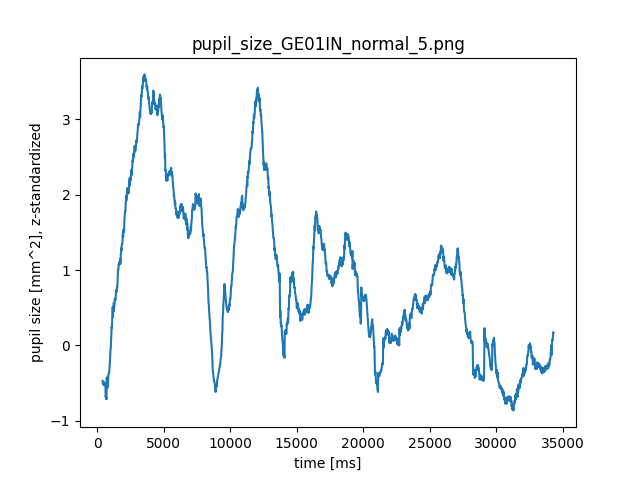 pupil_size_GE01IN_normal_5.png
pupil size [mm^2], z-standardized
3
2
1
0
−1
0 5000 10000 15000 20000 25000 30000 35000
time [ms]